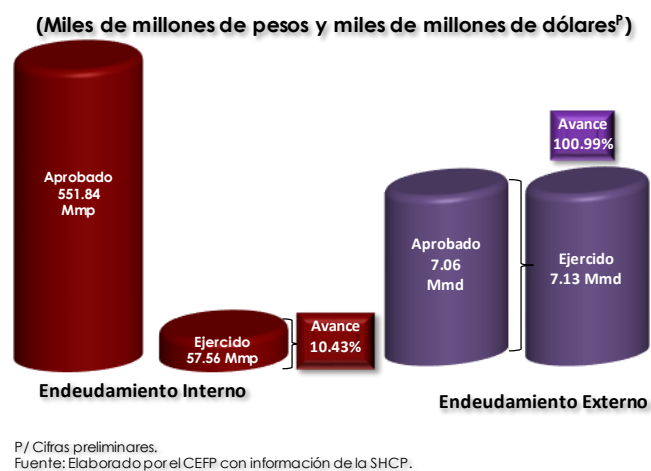 (Miles de millones de pesos y miles de millones de dólaresᴾ)
Aprobado
551.84
Mmp
Ejercido
57.56 Mmp
Avance
10.43%
Endeudamiento Interno
Aprobado
7.06
Mmd
Avance
100.99%
Ejercido
7.13 Mmd
Endeudamiento Externo
P/ Cifras preliminares.
Fuente: Elaborado por el CEFP con información de la SHCP.